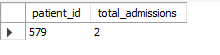 patient_id total_admissions
579 2